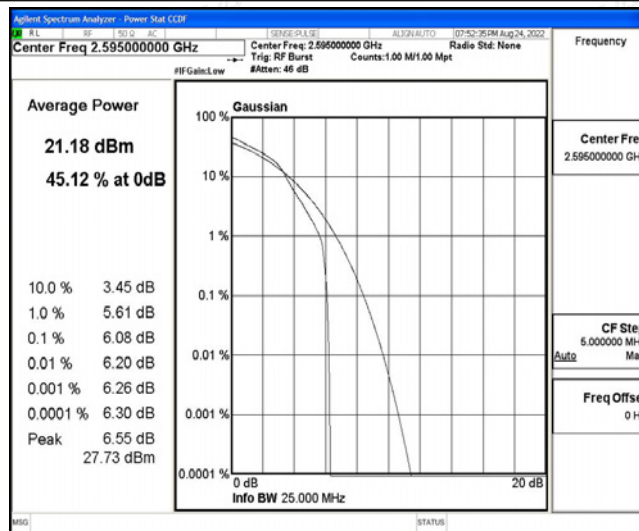 Agilent Spectrum Analyzer - Power Stat CCDF
RL RF 50 Ω AC SENSE:PULSE ALIGNAUTO 07:52:35PM Aug 24, 2022
Center Freq 2.595000000 GHz
Center Freq: 2.595000000 GHz Radio Std: None
Trig: RF Burst Counts:1.00 M/1.00 Mpt
#IFGain:Low #Atten: 46 dB
Frequency
Average Power
21.18 dBm
45.12 % at 0dB
10.0 % 3.45 dB
1.0 % 5.61 dB
0.1 % 6.08 dB
0.01 % 6.20 dB
0.001 % 6.26 dB
0.0001 % 6.30 dB
Peak 6.55 dB
27.73 dBm
Gaussian
100 %
10 %
1 %
0.1 %
0.01 %
0.001 %
0.0001 %
0 dB 20 dB
Info BW 25.000 MHz
Center Fre
2.595000000 GH
CF Ste
5.000000 MH
Auto Ma
Freq Offse
0 H
MSG STATUS